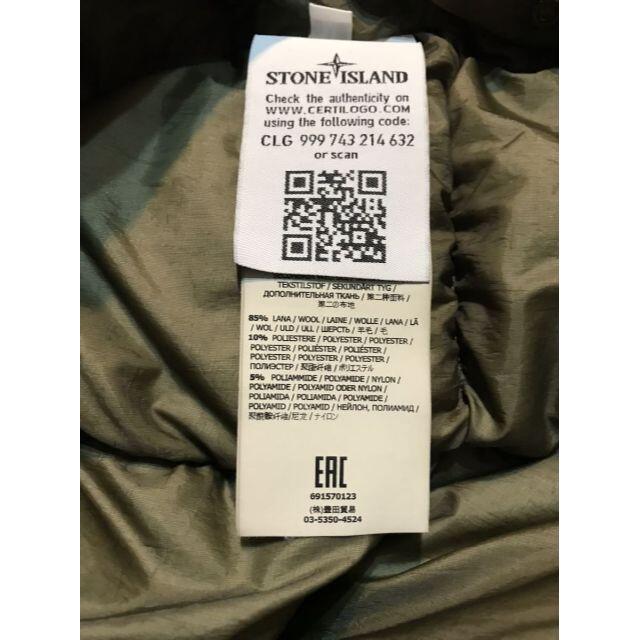 STONE ISLAND
Check the authenticity on
WWW.CERTILOGO.COM
using the following code:
CLG 999 743 214 632
or scan
TEKSTILSTOF / SEKUNDÄRT TYG /
ДОПОЛНИТЕЛЬНАЯ ТКАНЬ / 第二种面料 /
第二の布地
85% LANA / WOOL / LAINE / WOLLE / LANA / LÃ
/ WOL / ULD / ULL / ШЕРСТЬ / 羊毛 / 毛
10% POLIESTERE / POLYESTER / POLYESTER /
POLYESTER / POLIÉSTER / POLIÉSTER /
POLYESTER / POLYESTER / POLYESTER /
ПОЛИЭСТЕР / 聚酯纤维 / ポリエステル
5% POLIAMMIDE / POLYAMIDE / NYLON /
POLYAMIDE / POLYAMID ODER NYLON /
POLIAMIDA / POLIAMIDA / POLYAMIDE /
POLYAMID / POLYAMID / НЕЙЛОН, ПОЛИАМИД /
聚酰胺纤维/尼龙 / ナイロン
EAC
691570123
(株)豊田貿易
03-5350-4524